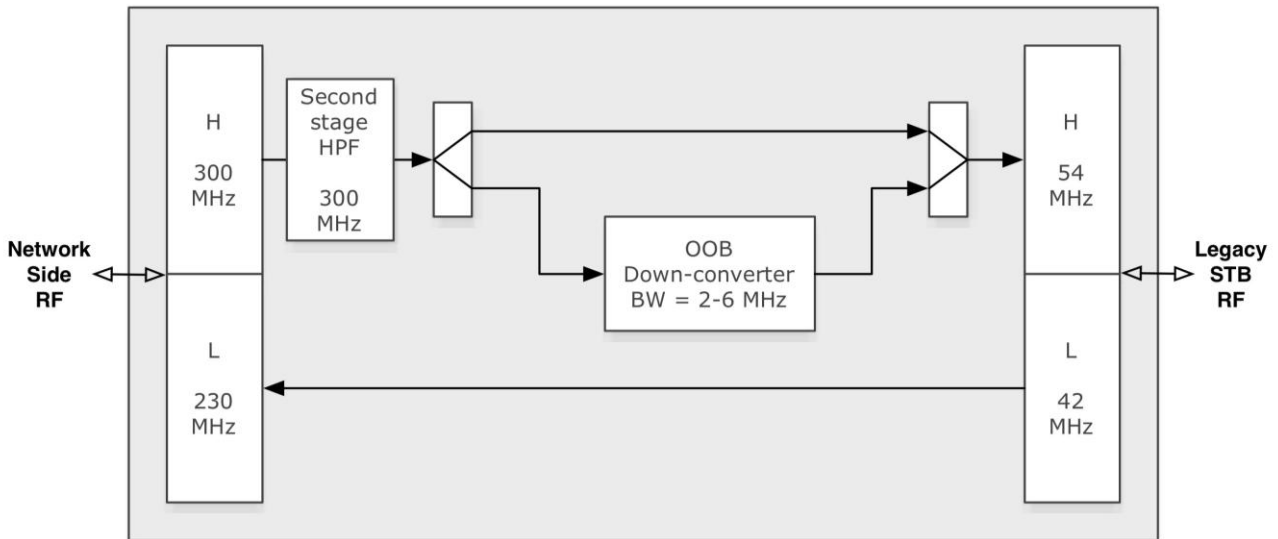 Network
Side
RF
H
300
MHz
L
230
MHz
Second
stage
HPF
300
MHz
OOB
Down-converter
BW = 2-6 MHz
H
54
MHz
L
42
MHz
Legacy
STB
RF